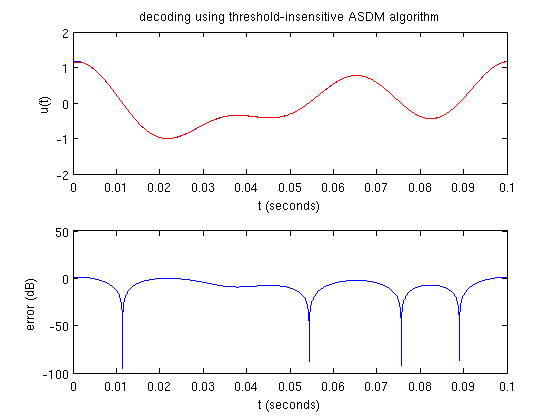 decoding using threshold-insensitive ASDM algorithm
2
1
0
-1
-2
u(t)
0 0.01 0.02 0.03 0.04 0.05 0.06 0.07 0.08 0.09 0.1
t (seconds)
50
0
-50
-100
error (dB)
0 0.01 0.02 0.03 0.04 0.05 0.06 0.07 0.08 0.09 0.1
t (seconds)